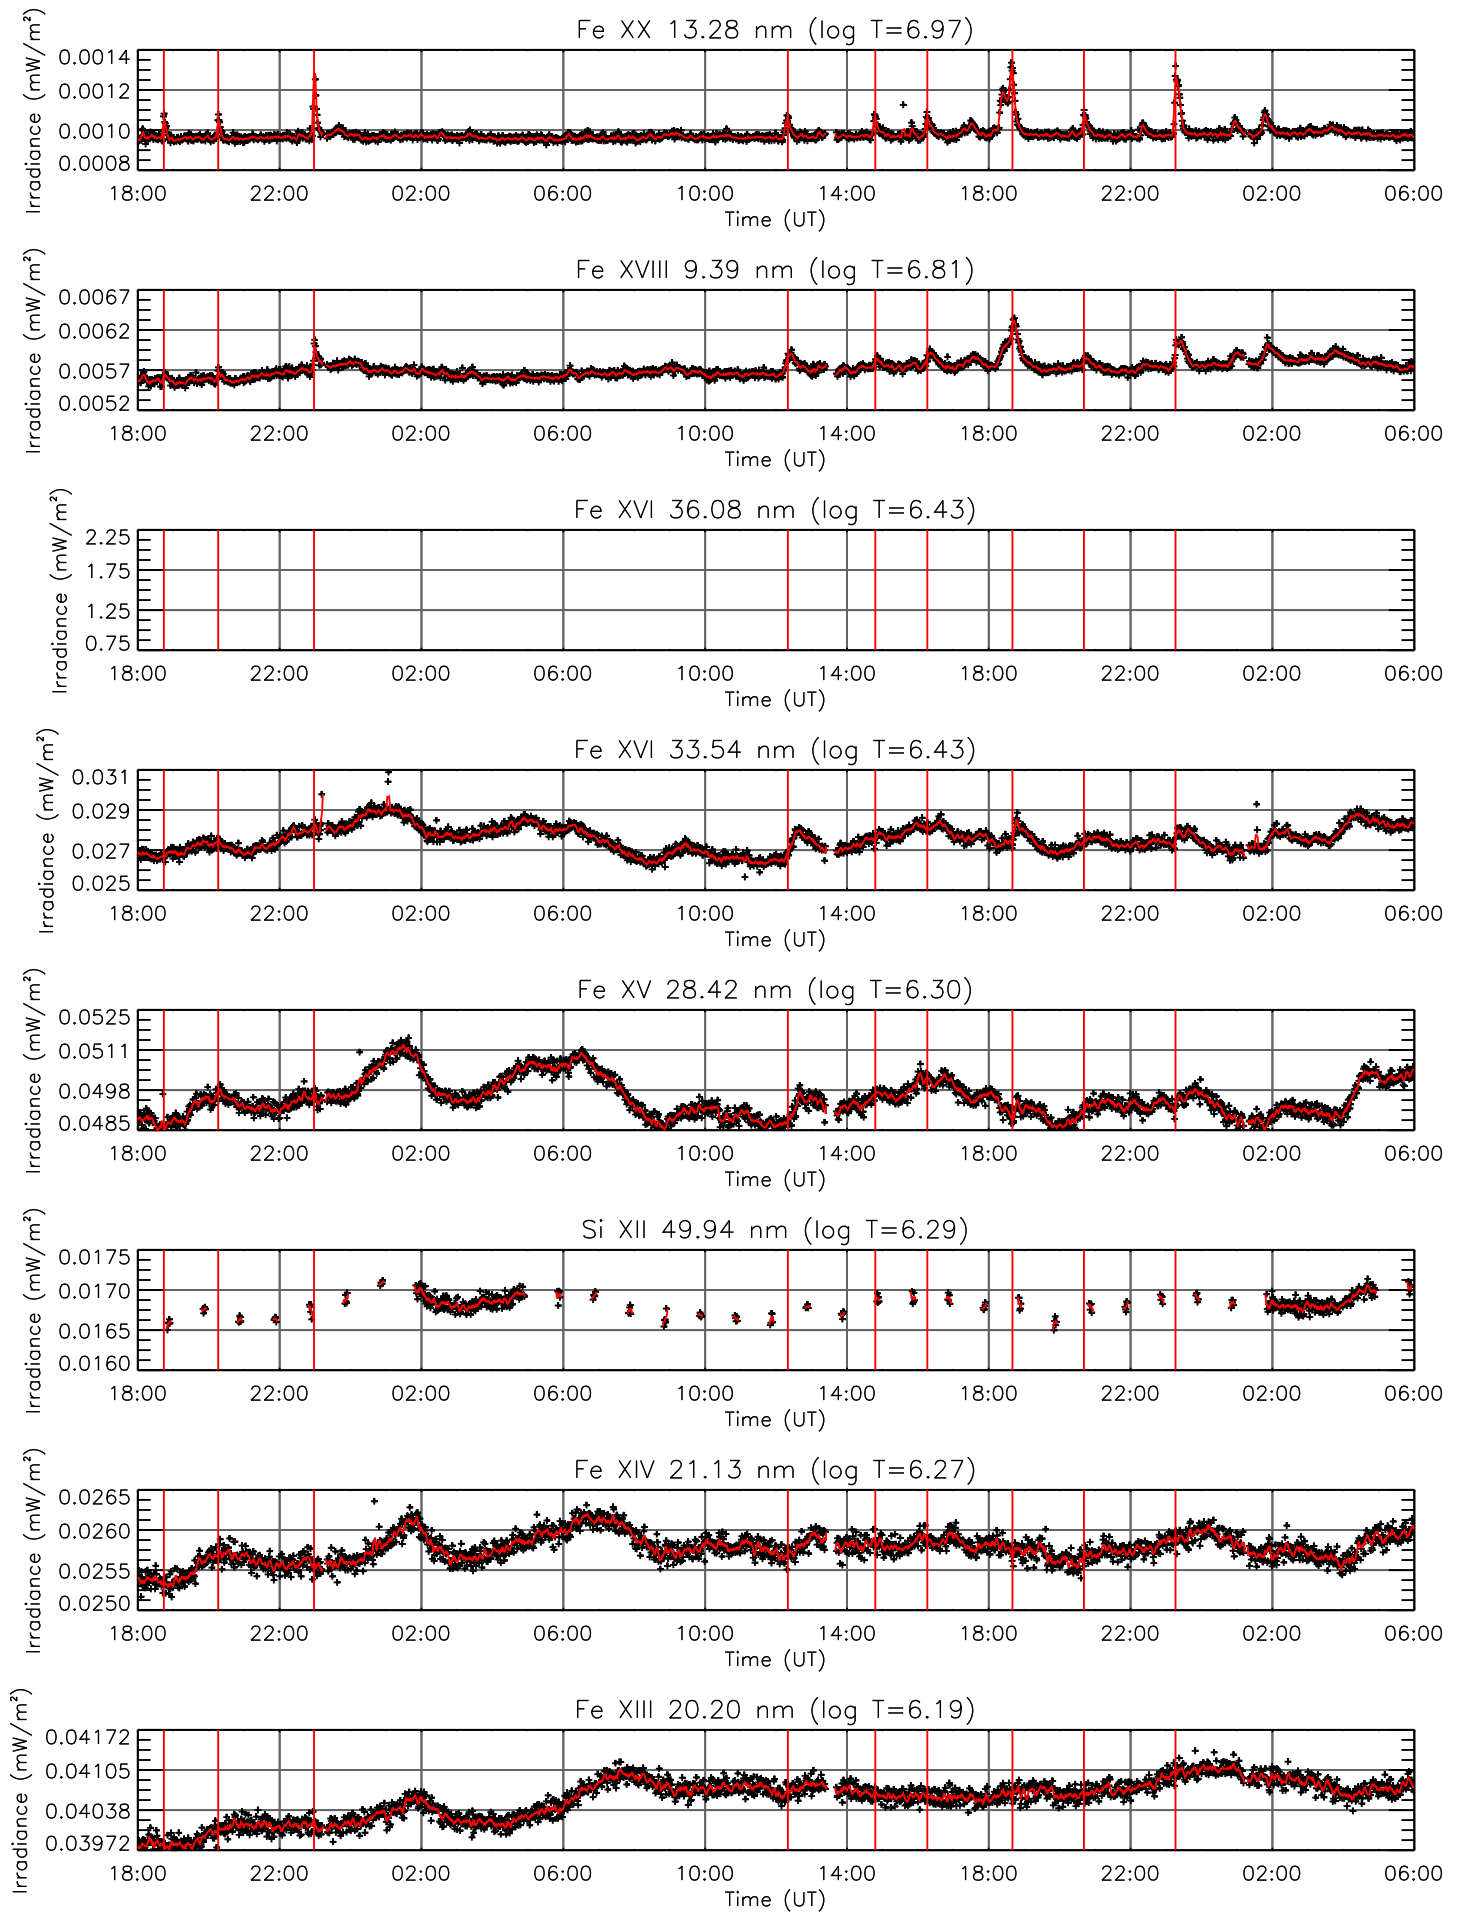 Fe XX 13.28 nm (log T=6.97)
Irradiance (mW/m²)
0.0014
0.0012
0.0010
0.0008
18:00 22:00 02:00 06:00 10:00 14:00 18:00 22:00 02:00 06:00
Time (UT)
Fe XVIII 9.39 nm (log T=6.81)
Irradiance (mW/m²)
0.0067
0.0062
0.0057
0.0052
18:00 22:00 02:00 06:00 10:00 14:00 18:00 22:00 02:00 06:00
Time (UT)
Fe XVI 36.08 nm (log T=6.43)
Irradiance (mW/m²)
2.25
1.75
1.25
0.75
18:00 22:00 02:00 06:00 10:00 14:00 18:00 22:00 02:00 06:00
Time (UT)
Fe XVI 33.54 nm (log T=6.43)
Irradiance (mW/m²)
0.031
0.029
0.027
0.025
18:00 22:00 02:00 06:00 10:00 14:00 18:00 22:00 02:00 06:00
Time (UT)
Fe XV 28.42 nm (log T=6.30)
Irradiance (mW/m²)
0.0525
0.0511
0.0498
0.0485
18:00 22:00 02:00 06:00 10:00 14:00 18:00 22:00 02:00 06:00
Time (UT)
Si XII 49.94 nm (log T=6.29)
Irradiance (mW/m²)
0.0175
0.0170
0.0165
0.0160
18:00 22:00 02:00 06:00 10:00 14:00 18:00 22:00 02:00 06:00
Time (UT)
Fe XIV 21.13 nm (log T=6.27)
Irradiance (mW/m²)
0.0265
0.0260
0.0255
0.0250
18:00 22:00 02:00 06:00 10:00 14:00 18:00 22:00 02:00 06:00
Time (UT)
Fe XIII 20.20 nm (log T=6.19)
Irradiance (mW/m²)
0.04172
0.04105
0.04038
0.03972
18:00 22:00 02:00 06:00 10:00 14:00 18:00 22:00 02:00 06:00
Time (UT)